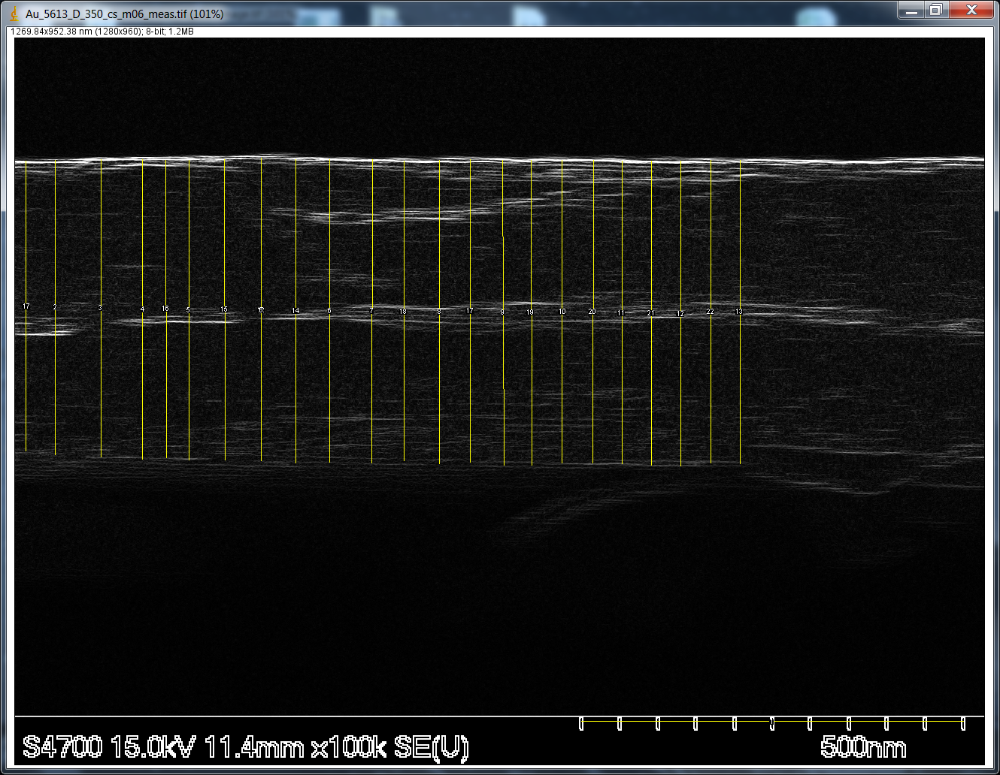 Au_5613_D_350_cs_m06_meas.tif (101%)
1269.84x952.38 nm (1280x960); 8-bit; 1.2MB
17 2 3 4 16 5 15 14 6 7 18 8 17 9 19 10 20 11 21 12 22 13
1
S4700 15.0kV 11.4mm x100k SE(U) 500nm